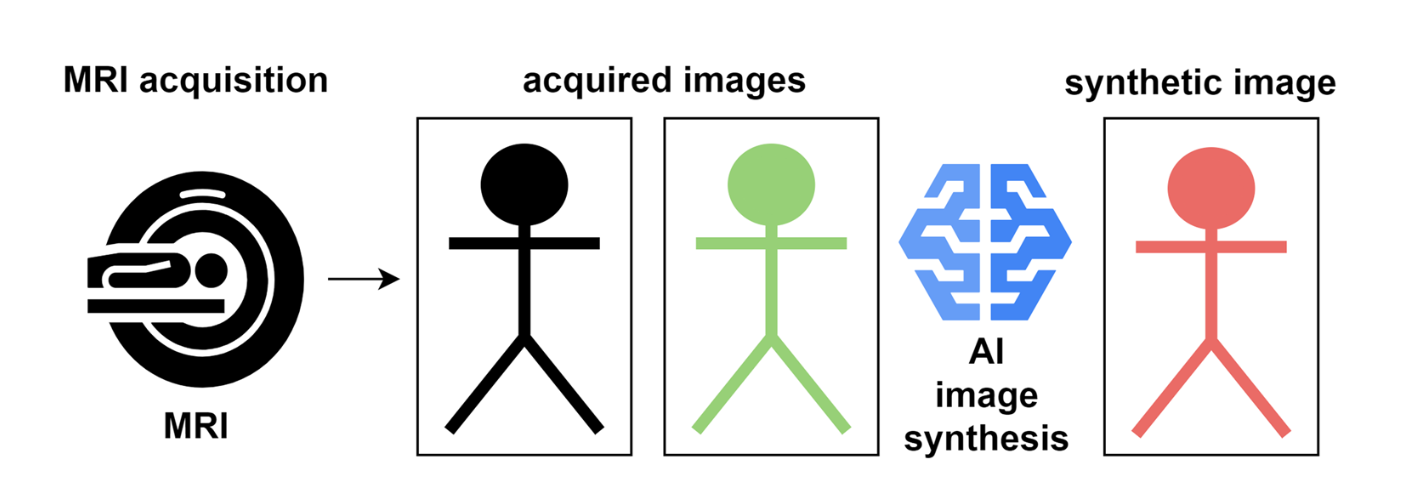 MRI acquisition
acquired images
synthetic image
MRI
AI
image
synthesis